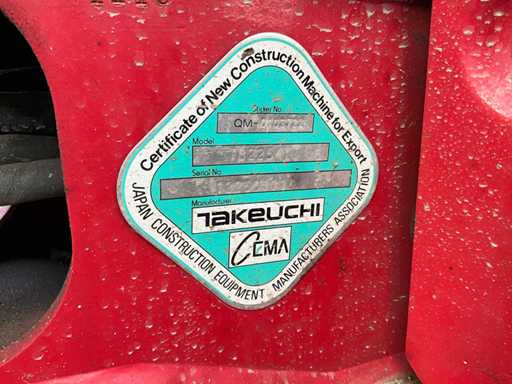 Certificate of New Construction Machine for Export
Sticker No.
QM-
Model
Serial No.
Manufacturer
TAKEUCHI
CEMA
JAPAN CONSTRUCTION EQUIPMENT MANUFACTURERS ASSOCIATION